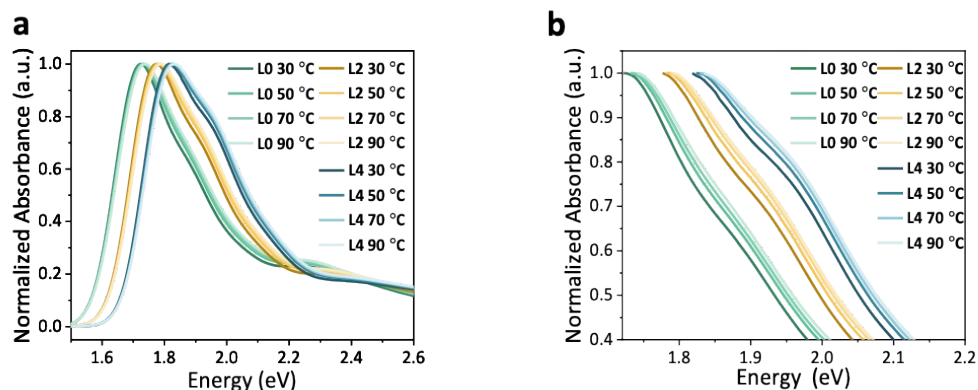 a
Normalized Absorbance (a.u.)
1.0
0.8
0.6
0.4
0.2
0.0
L0 30 °C
L0 50 °C
L0 70 °C
L0 90 °C
L2 30 °C
L2 50 °C
L2 70 °C
L2 90 °C
L4 30 °C
L4 50 °C
L4 70 °C
L4 90 °C
1.6 1.8 2.0 2.2 2.4 2.6
Energy (eV)
b
Normalized Absorbance (a.u.)
1.0
0.9
0.8
0.7
0.6
0.5
0.4
L0 30 °C
L0 50 °C
L0 70 °C
L0 90 °C
L2 30 °C
L2 50 °C
L2 70 °C
L2 90 °C
L4 30 °C
L4 50 °C
L4 70 °C
L4 90 °C
1.8 1.9 2.0 2.1 2.2
Energy (eV)